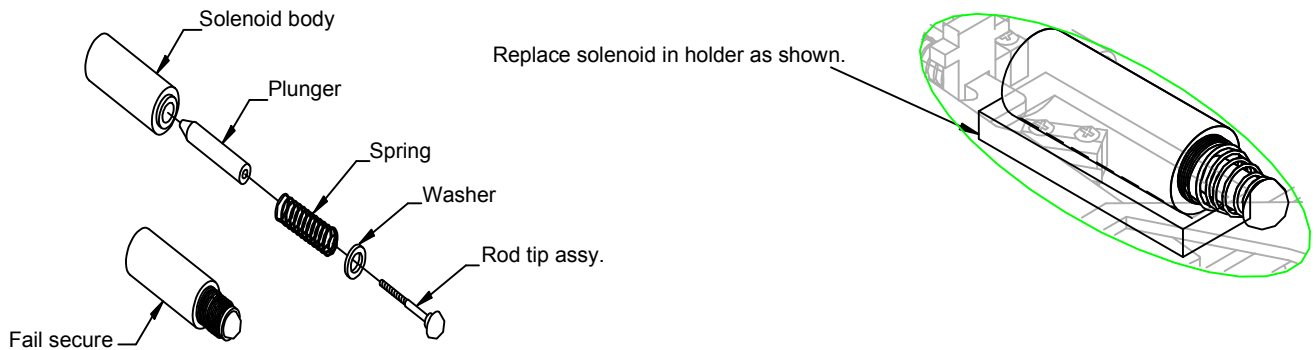 Solenoid body
Replace solenoid in holder as shown.
Plunger
Spring
Washer
Rod tip assy.
Fail secure